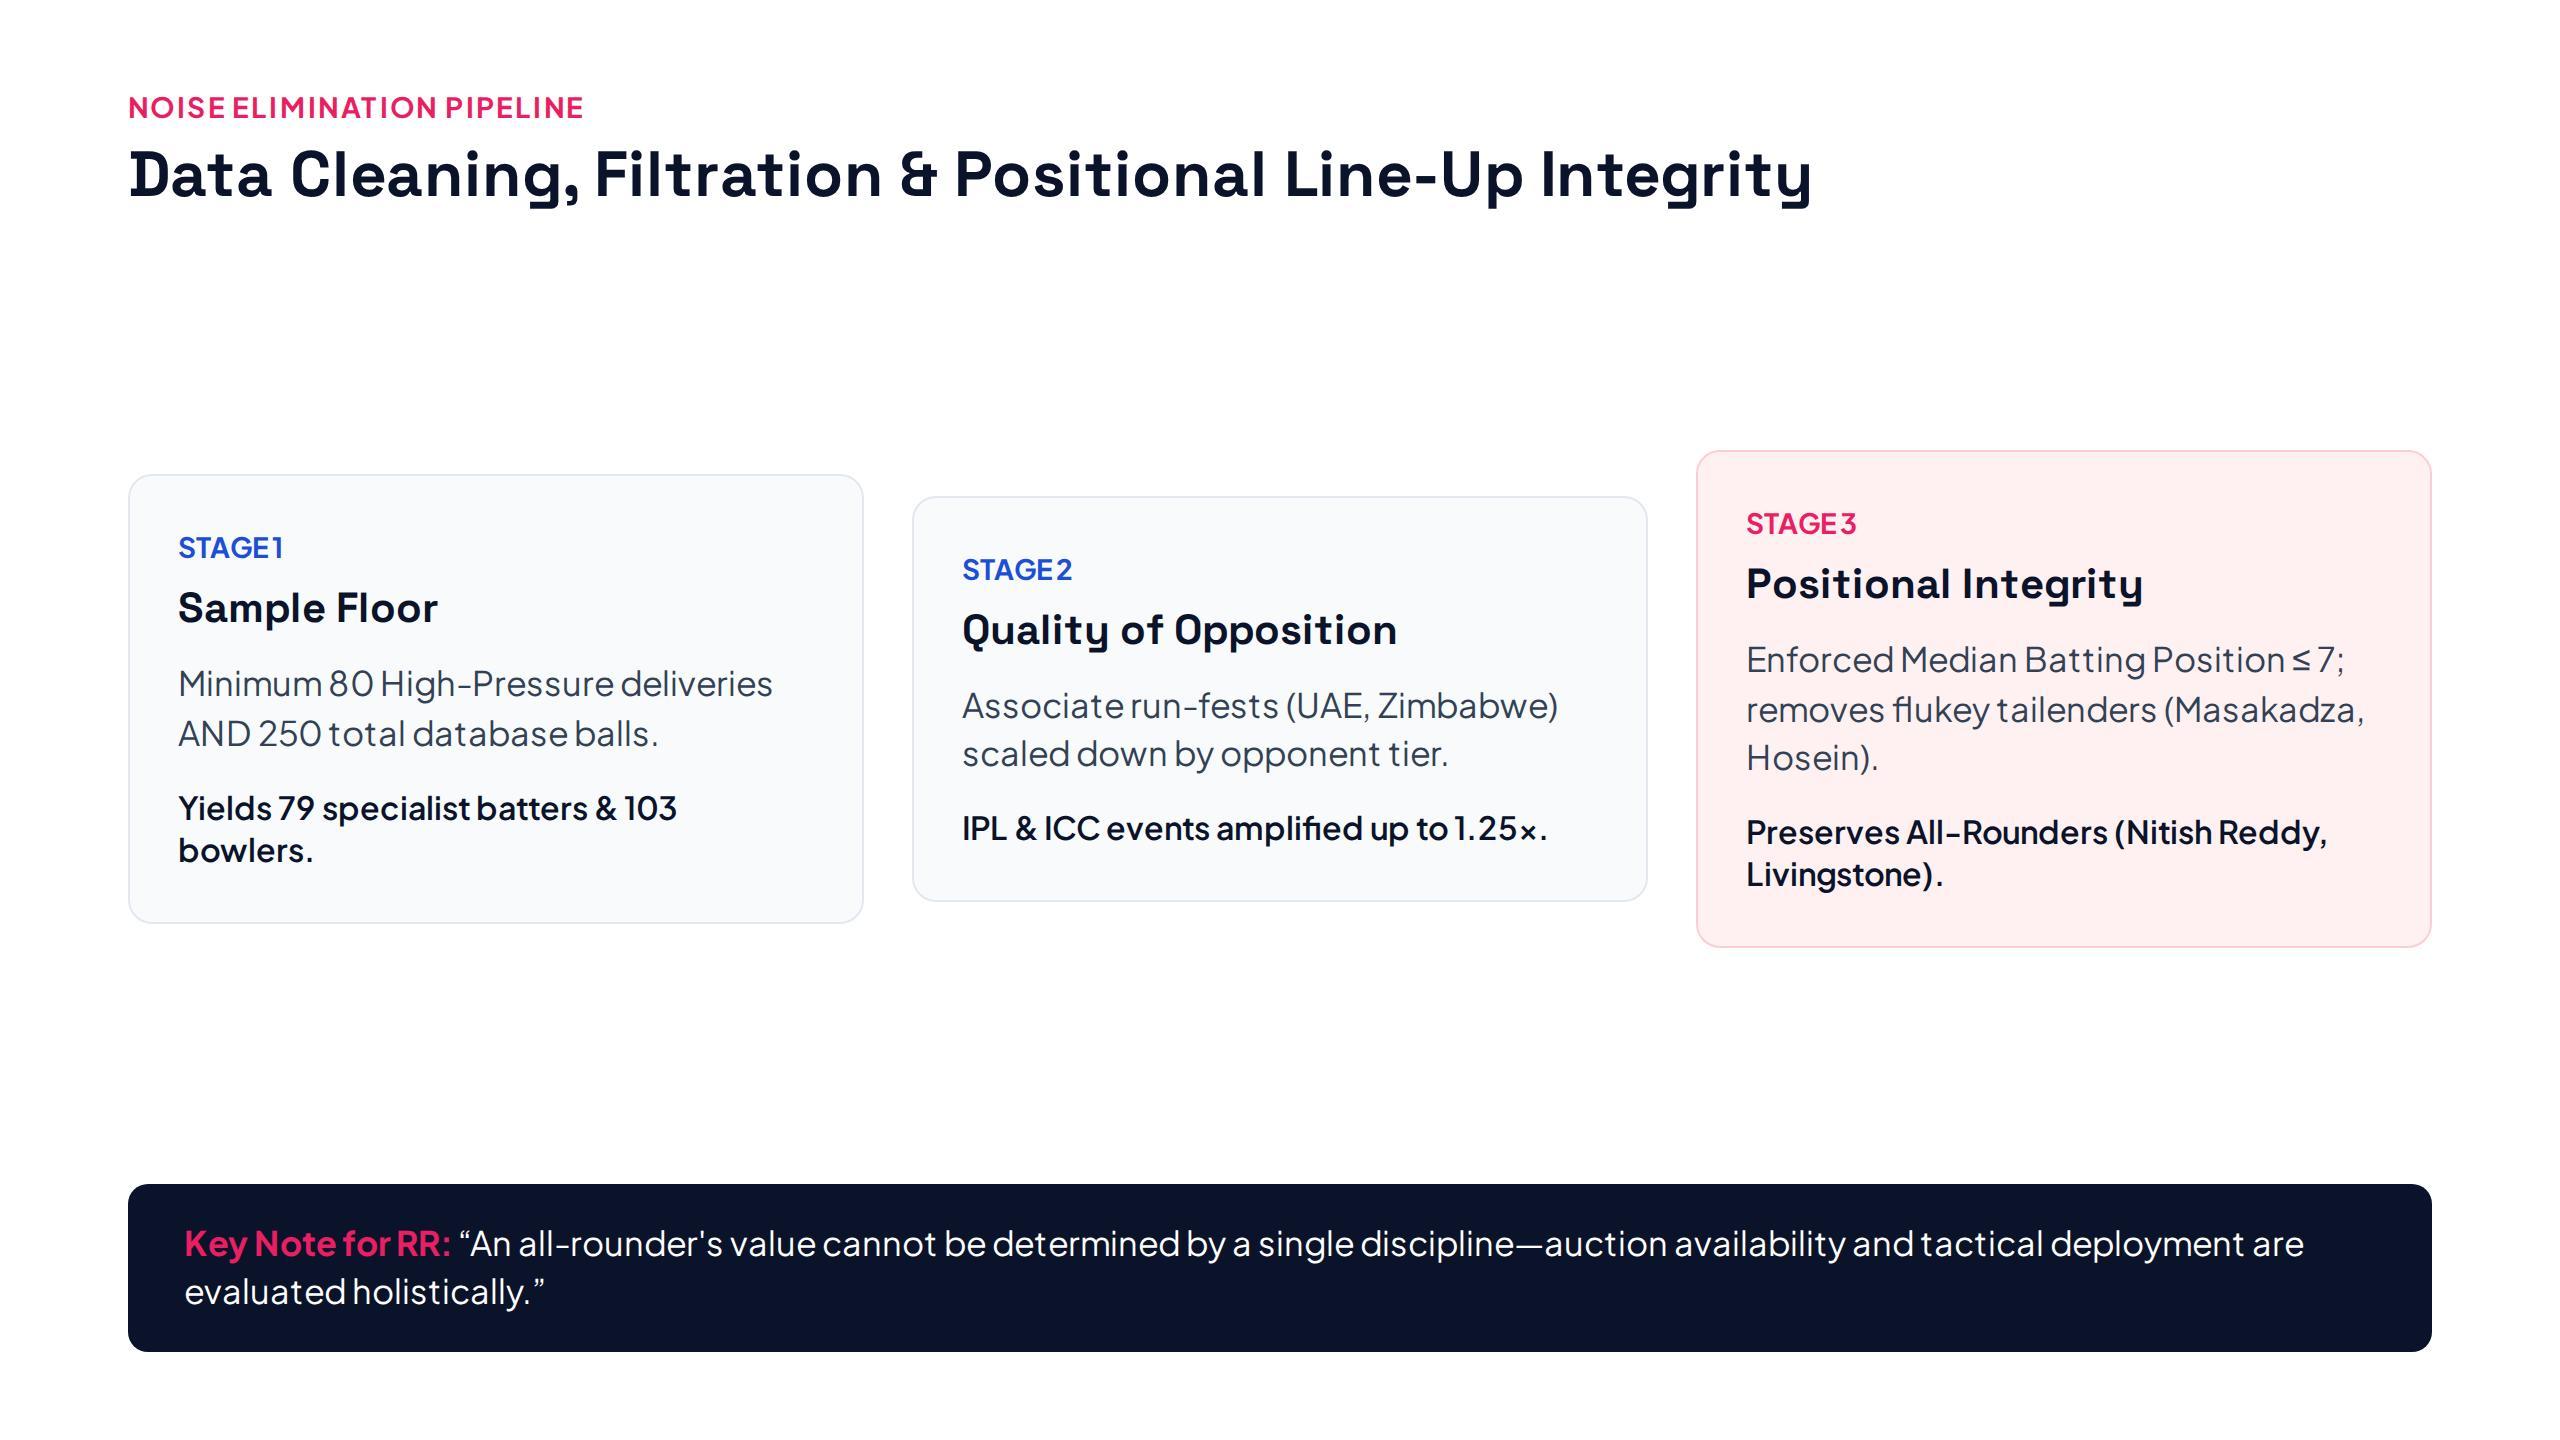 NOISE ELIMINATION PIPELINE
Data Cleaning, Filtration & Positional Line-Up Integrity
STAGE 1
Sample Floor
Minimum 80 High-Pressure deliveries
AND 250 total database balls.
Yields 79 specialist batters & 103
bowlers.
STAGE 2
Quality of Opposition
Associate run-fests (UAE, Zimbabwe)
scaled down by opponent tier.
IPL & ICC events amplified up to 1.25×.
STAGE 3
Positional Integrity
Enforced Median Batting Position ≤ 7;
removes flukey tailenders (Masakadza,
Hosein).
Preserves All-Rounders (Nitish Reddy,
Livingstone).
Key Note for RR: “An all-rounder's value cannot be determined by a single discipline—auction availability and tactical deployment are
evaluated holistically.”